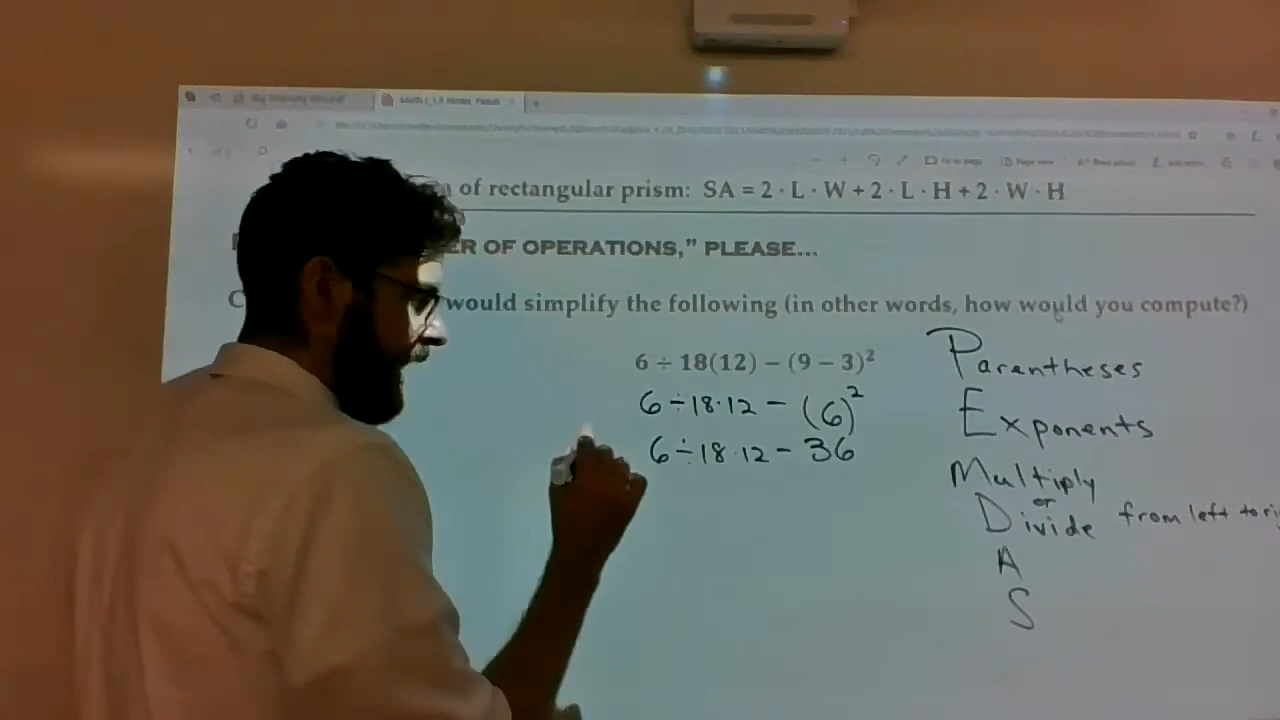 of rectangular prism: SA = 2 · L · W + 2 · L · H + 2 · W · H
OF OPERATIONS,” PLEASE...
would simplify the following (in other words, how would you compute?)
6 ÷ 18(12) − (9 − 3)²
6 ÷ 18 · 12 − (6)²
6 ÷ 18 · 12 − 36
Parentheses
Exponents
Multiply
or
Divide from left to
A
S